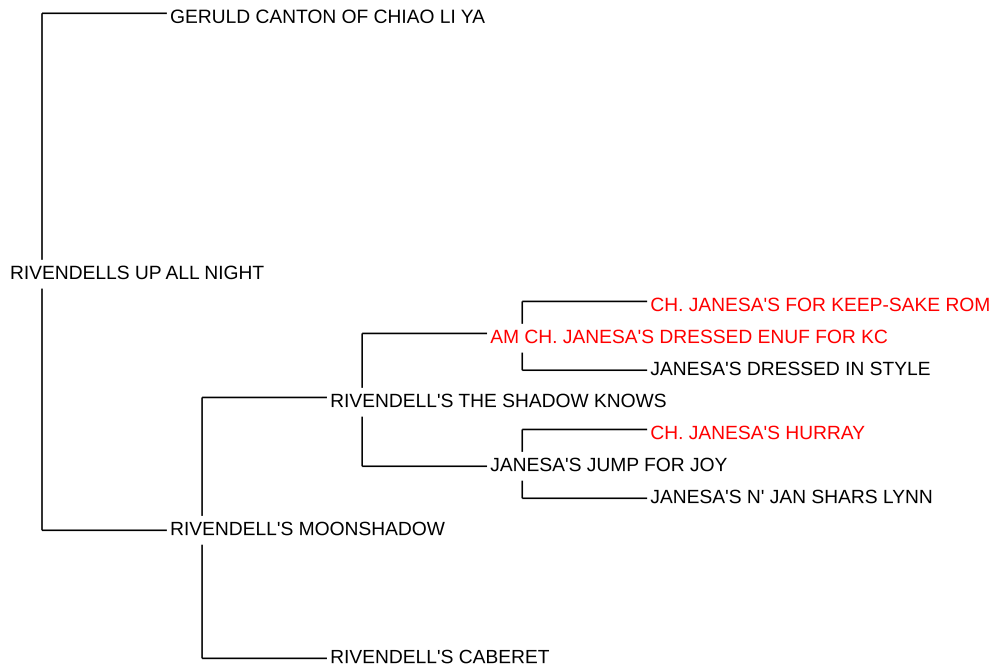 GERULD CANTON OF CHIAO LI YA
RIVENDELLS UP ALL NIGHT
CH. JANESA'S FOR KEEP-SAKE ROM
AM CH. JANESA'S DRESSED ENUF FOR KC
JANESA'S DRESSED IN STYLE
RIVENDELL'S THE SHADOW KNOWS
CH. JANESA'S HURRAY
JANESA'S JUMP FOR JOY
JANESA'S N' JAN SHARS LYNN
RIVENDELL'S MOONSHADOW
RIVENDELL'S CABERET